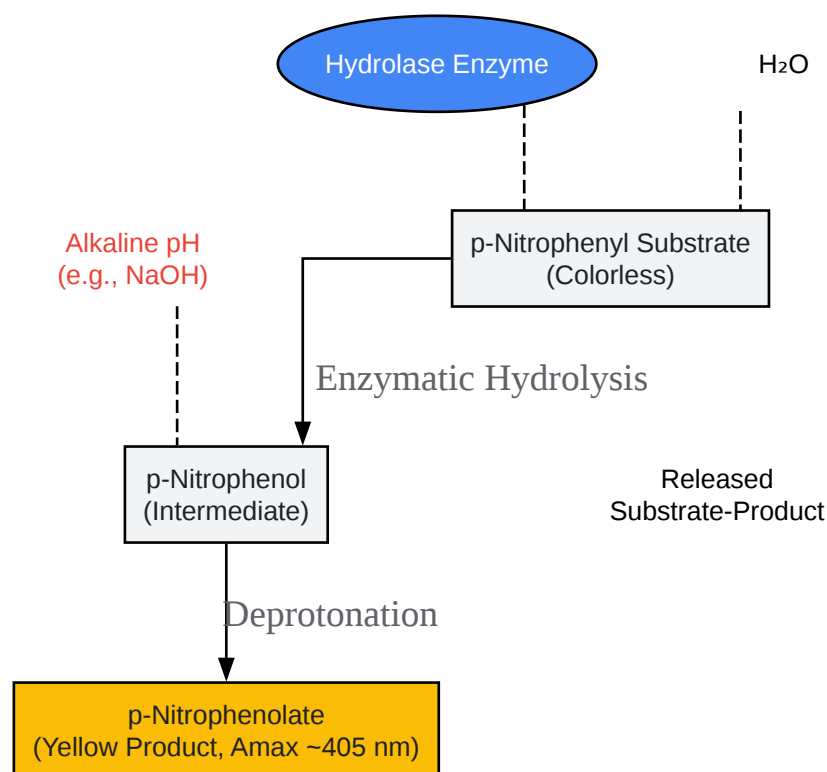 Hydrolase Enzyme
H₂O
p-Nitrophenyl Substrate
(Colorless)
Alkaline pH
(e.g., NaOH)
Enzymatic Hydrolysis
p-Nitrophenol
(Intermediate)
Released
Substrate-Product
Deprotonation
p-Nitrophenolate
(Yellow Product, Amax ~405 nm)